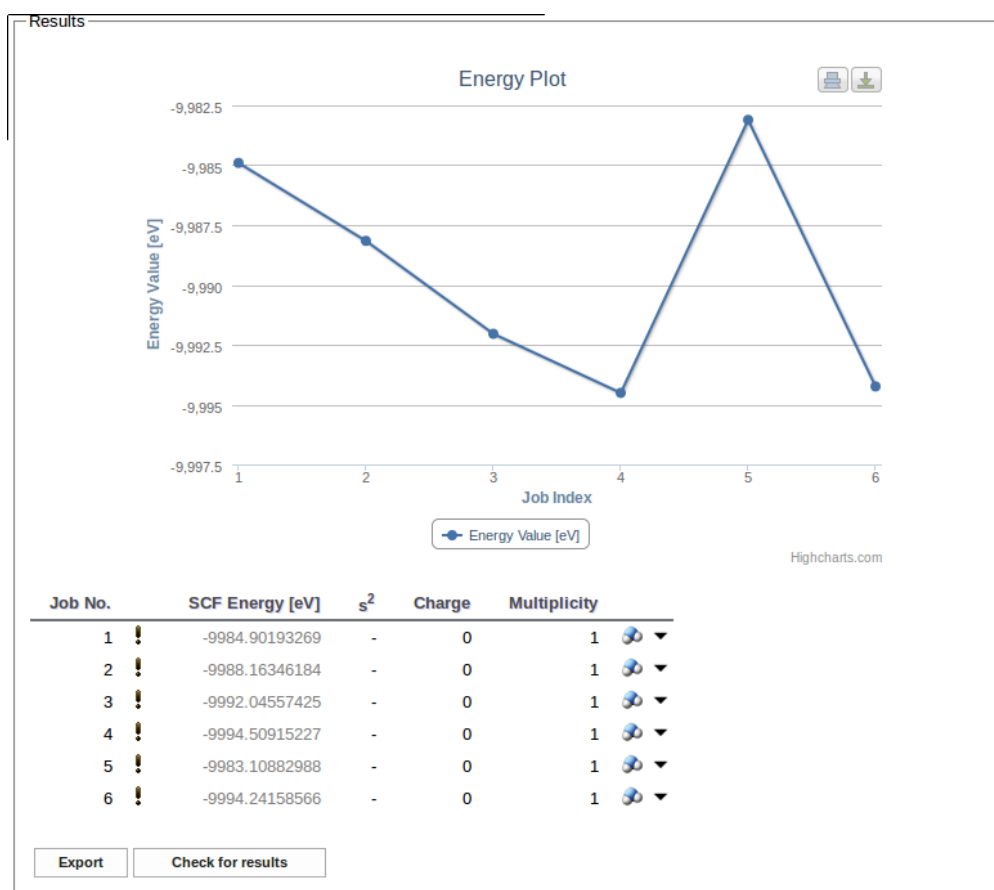 Results
Energy Plot
-9,982.5
-9,985
-9,987.5
-9,990
-9,992.5
-9,995
-9,997.5
Energy Value [eV]
1 2 3 4 5 6
Job Index
Energy Value [eV]
Highcharts.com
Job No. SCF Energy [eV] s² Charge Multiplicity
1 ! -9984.90193269 - 0 1
2 ! -9988.16346184 - 0 1
3 ! -9992.04557425 - 0 1
4 ! -9994.50915227 - 0 1
5 ! -9983.10882988 - 0 1
6 ! -9994.24158566 - 0 1
Export Check for results